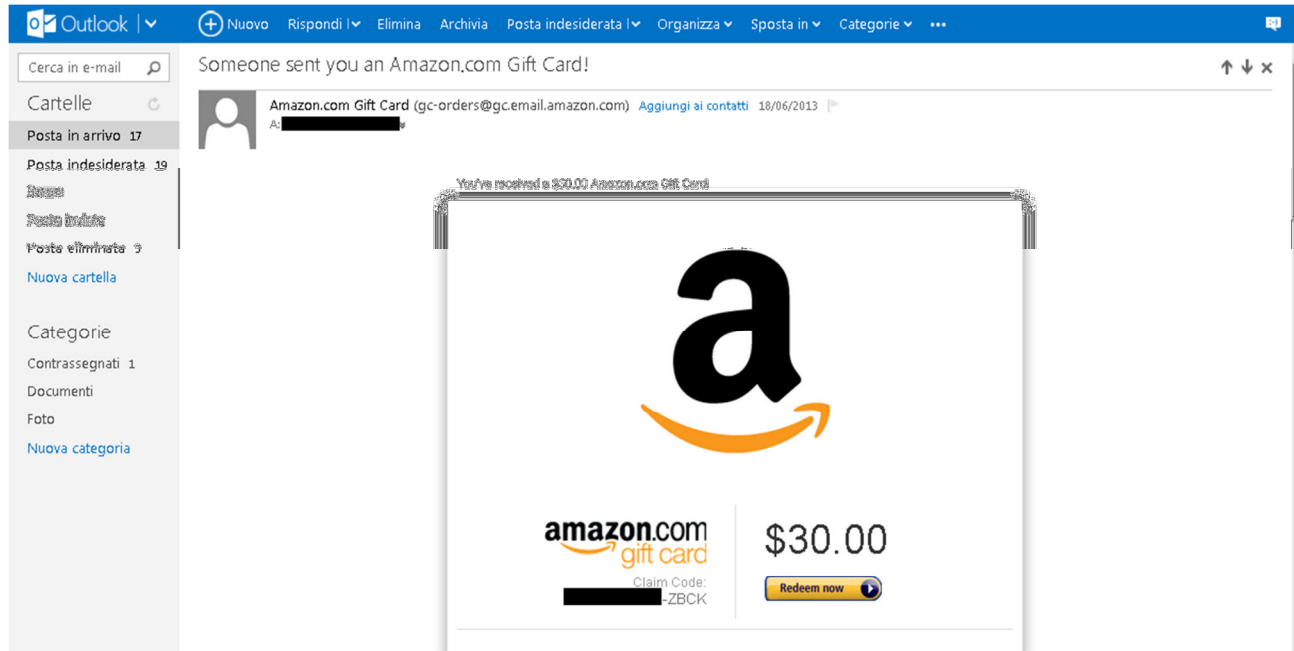 Outlook
Nuovo Rispondi Elimina Archivia Posta indesiderata Organizza Sposta in Categorie •••
Cerca in e-mail
Someone sent you an Amazon.com Gift Card!
Cartelle
Amazon.com Gift Card (gc-orders@gc.email.amazon.com) Aggiungi ai contatti 18/06/2013
A:
Posta in arrivo 17
Posta indesiderata 19
You've received a $30.00 Amazon.com Gift Card
Posta inviata
Posta eliminata 9
Nuova cartella
Categorie
Contrassegnati 1
Documenti
Foto
Nuova categoria
a
amazon.com
gift card
$30.00
Claim Code:
-ZBCK
Redeem now